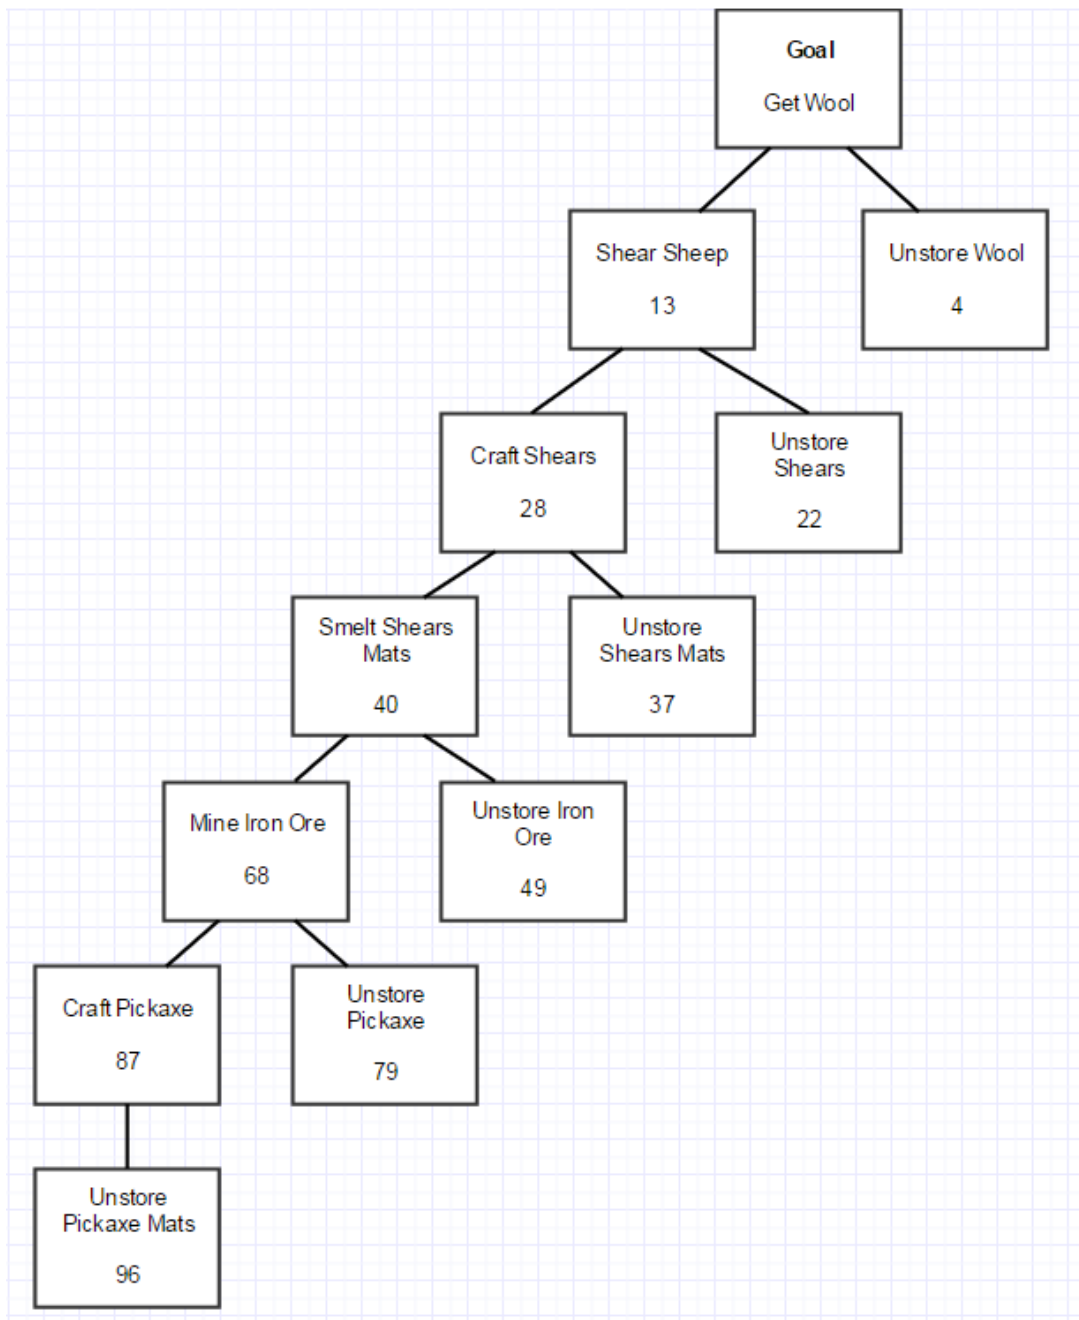 Goal
Get Wool
Shear Sheep
13
Unstore Wool
4
Craft Shears
28
Unstore
Shears
22
Smelt Shears
Mats
40
Unstore
Shears Mats
37
Mine Iron Ore
68
Unstore Iron
Ore
49
Craft Pickaxe
87
Unstore
Pickaxe
79
Unstore
Pickaxe Mats
96